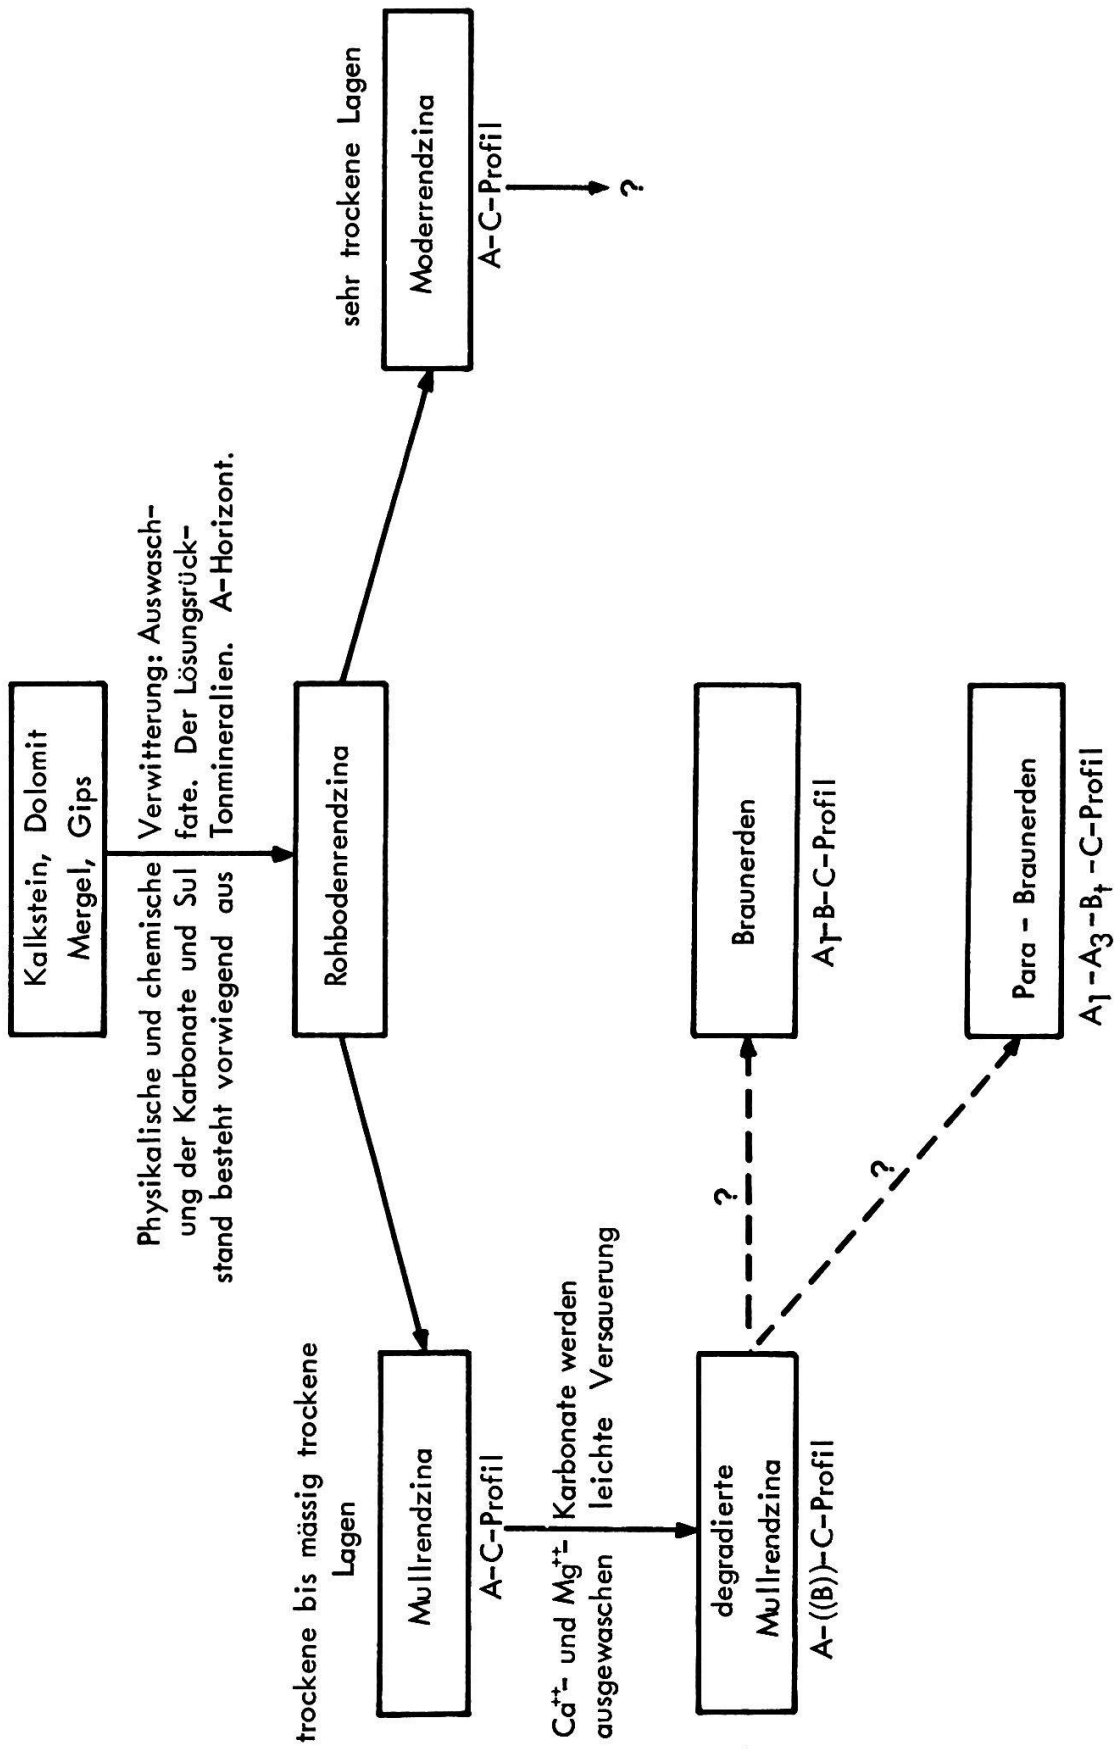 Kalkstein, Dolomit
Mergel, Gips
Physikalische und chemische Verwitterung: Auswasch-
ung der Karbonate und Sul fate. Der Lösungsrück-
stand besteht vorwiegend aus Tonmineralien. A-Horizont.
Rohbodenrendzina
trockene bis mässig trockene
Lagen
sehr trockene Lagen
Mullrendzina
A-C-Profil
Moderrendzina
A-C-Profil
?
Ca⁺⁺- und Mg⁺⁺- Karbonate werden
ausgewaschen leichte Versauerung
degradierte
Mullrendzina
A-((B))-C-Profil
?
Braunerden
A₁-B-C-Profil
?
Para - Braunerden
A₁-A₃-Bₜ-C-Profil